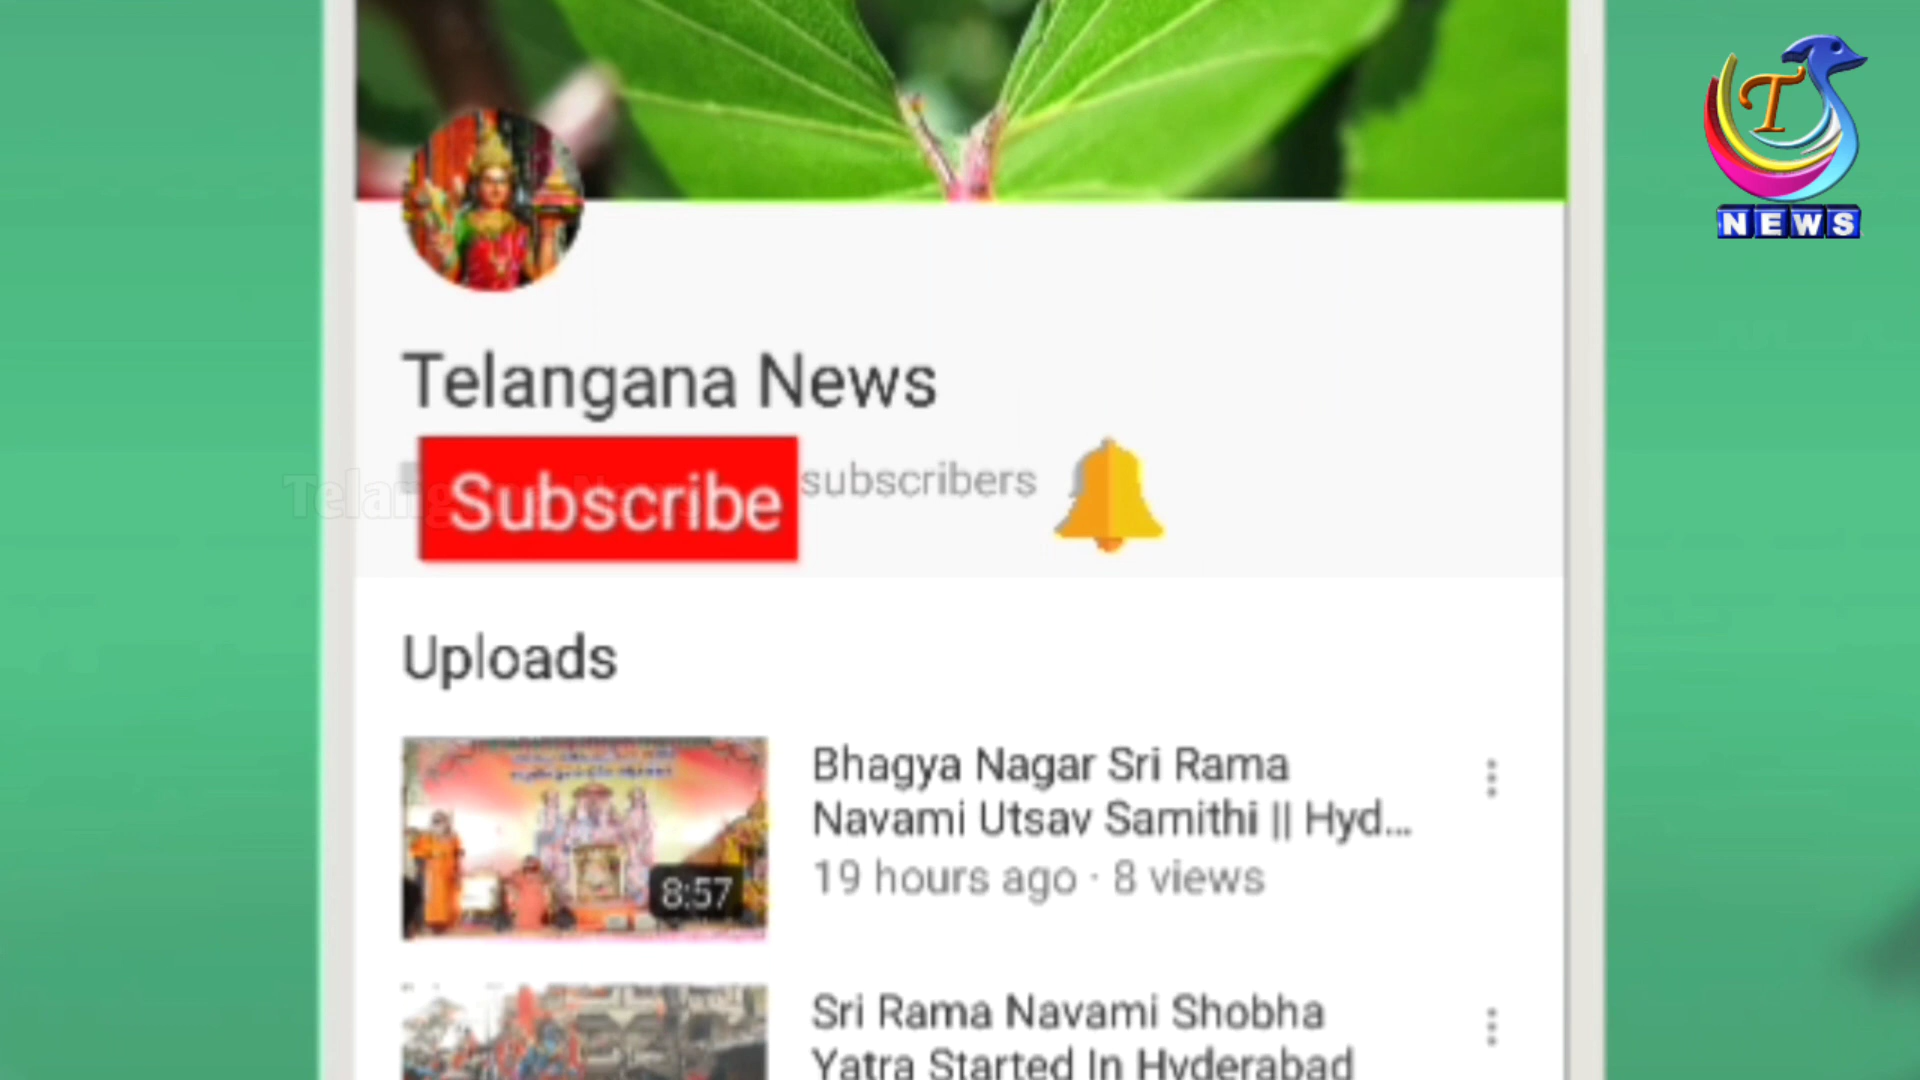 T
NEWS
Telangana News
Subscribe
subscribers
Uploads
8:57
Bhagya Nagar Sri Rama
Navami Utsav Samithi || Hyd...
19 hours ago · 8 views
Sri Rama Navami Shobha
Yatra Started In Hyderabad